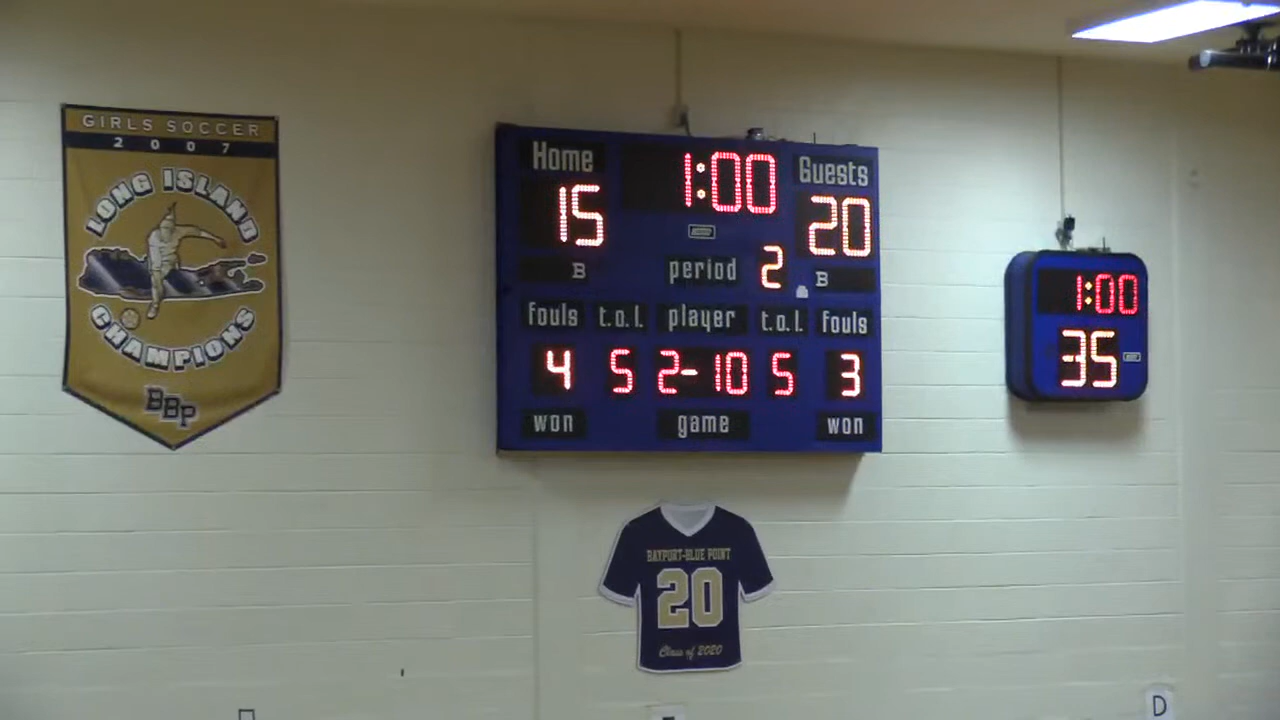 GIRLS SOCCER
2007
LONG ISLAND
CHAMPIONS
BBP
Home 1:00 Guests
15 20
B period 2 B
fouls t.o.l. player t.o.l. fouls
4 5 2-10 5 3
won game won
1:00
35
BAYPORT-BLUE POINT
20
Class of 2020
D